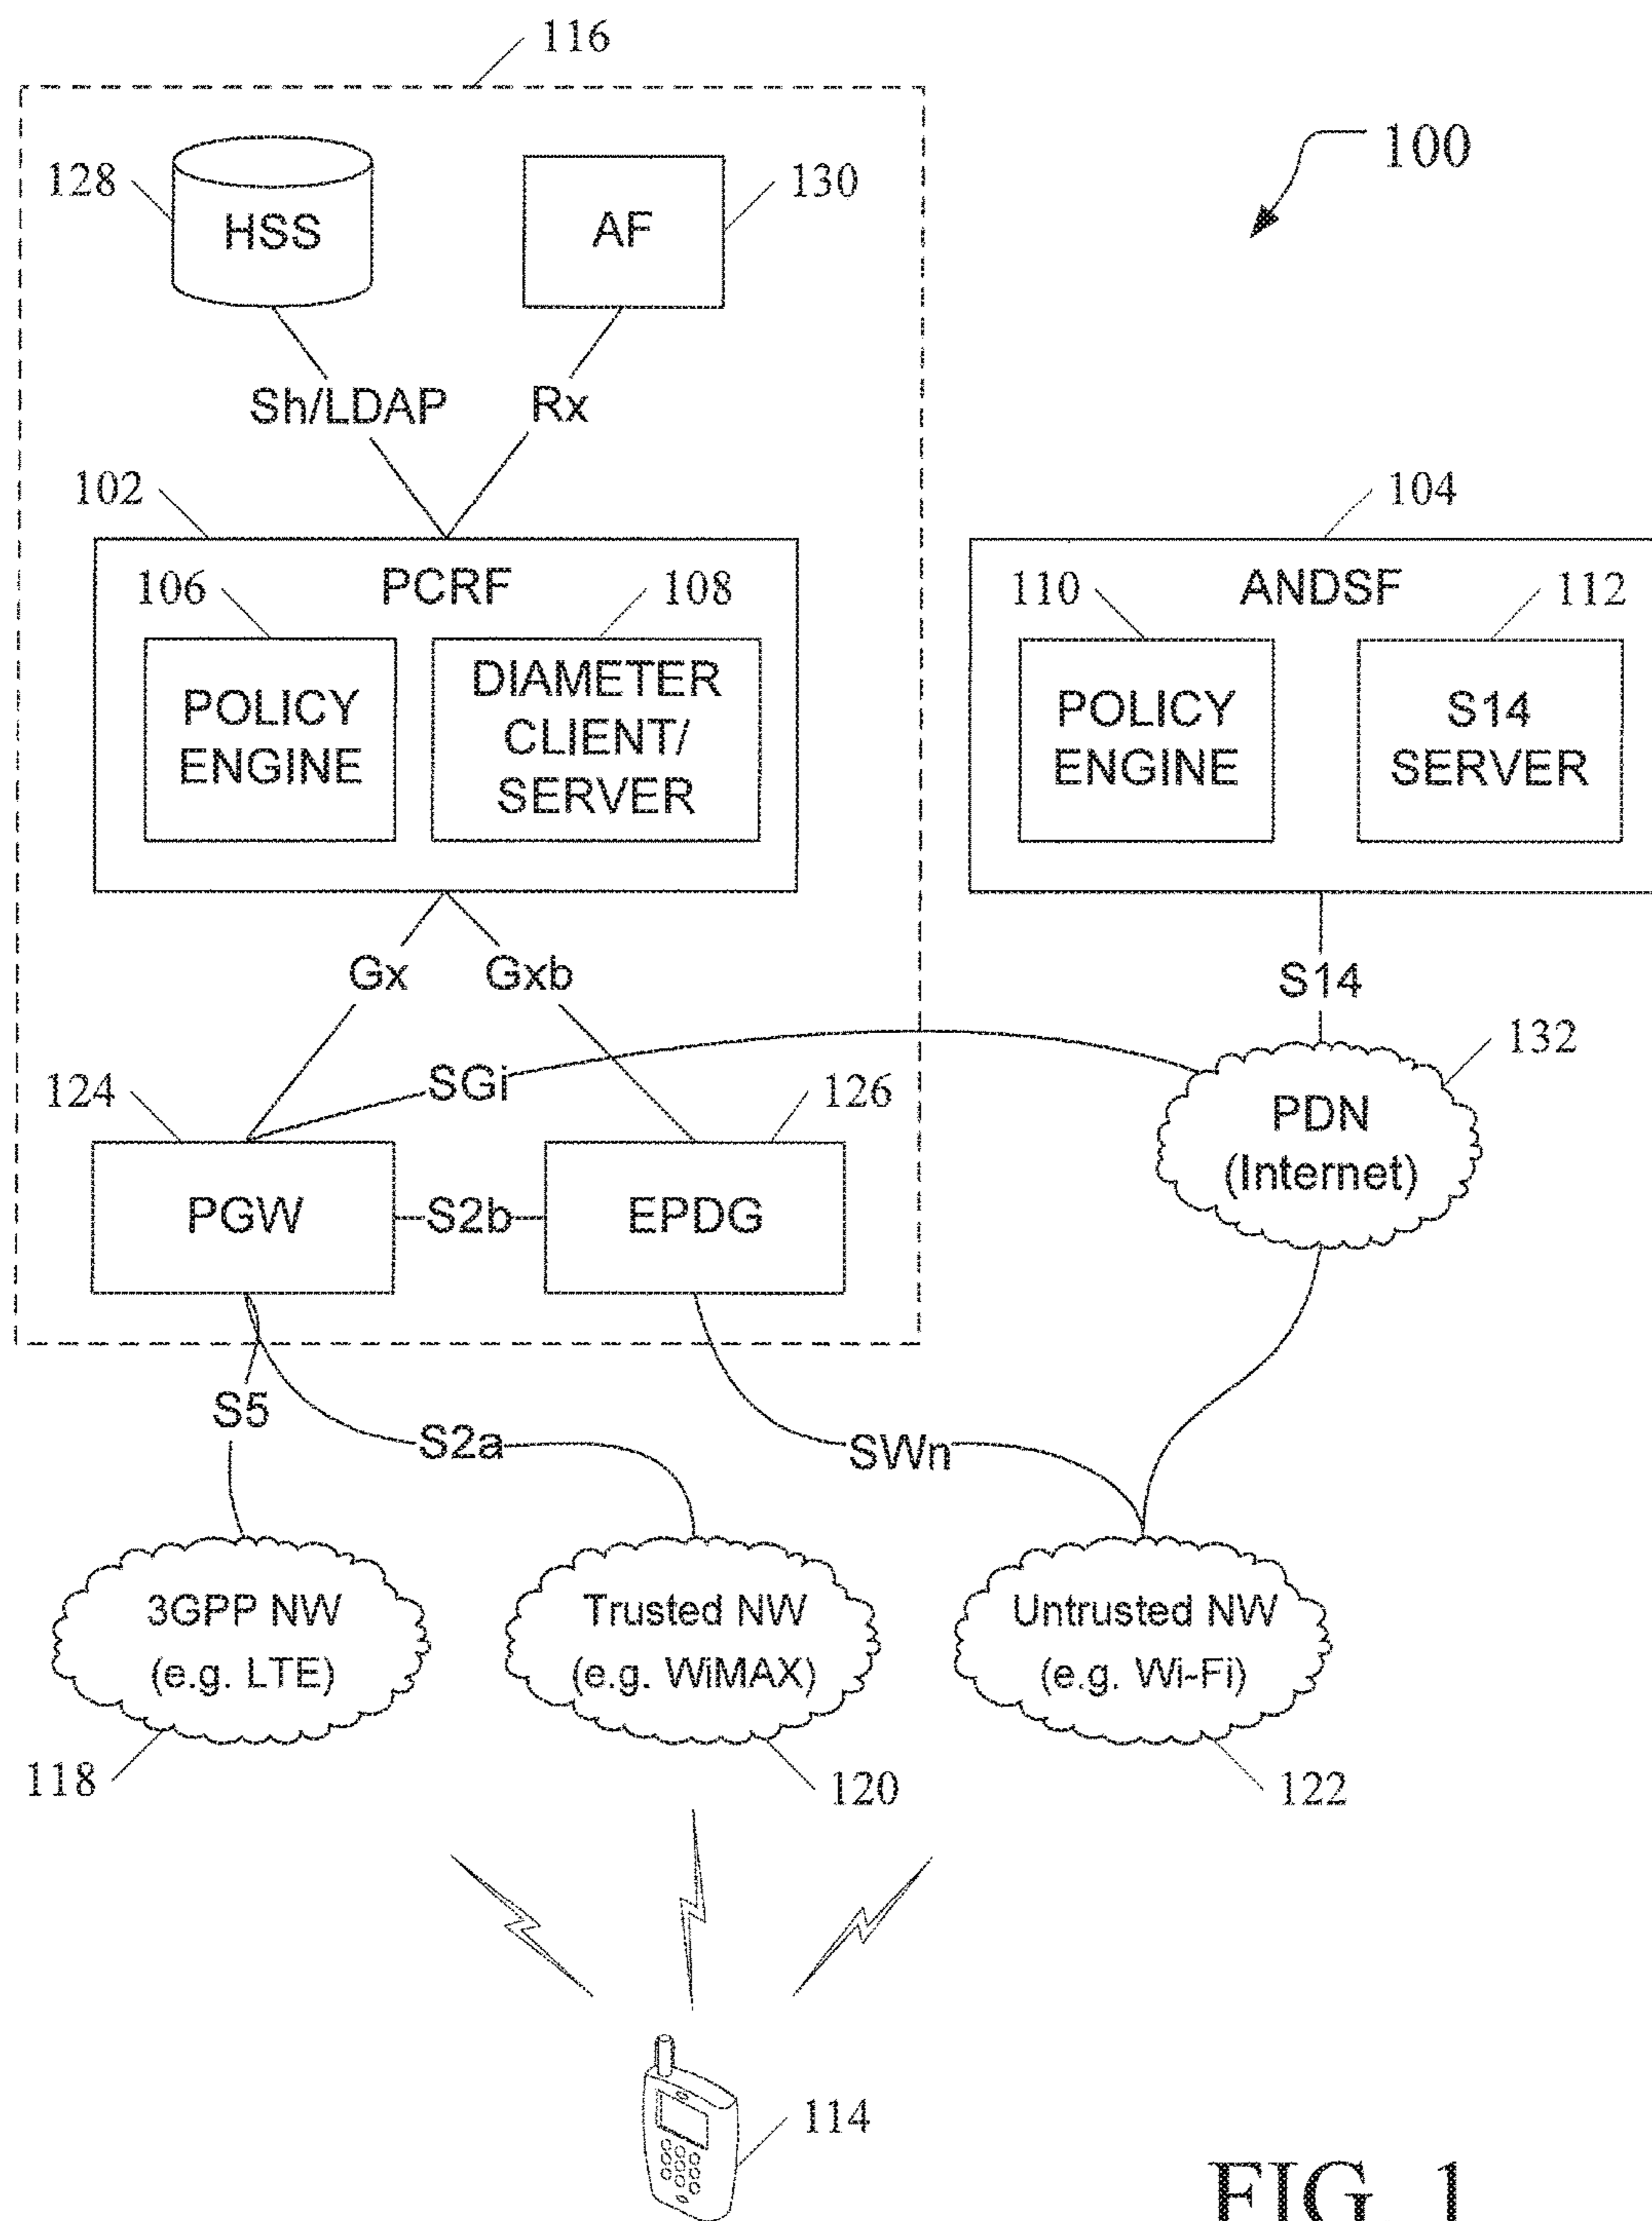 116
100
128
HSS
130
AF
Sh/LDAP
Rx
102
PCRF
106
108
POLICY
ENGINE
DIAMETER
CLIENT/
SERVER
104
ANDSF
110
112
POLICY
ENGINE
S14
SERVER
Gx
Gxb
S14
SGi
132
PDN
(Internet)
124
126
PGW
S2b
EPDG
S5
S2a
SWn
3GPP NW
(e.g. LTE)
Trusted NW
(e.g. WiMAX)
Untrusted NW
(e.g. Wi-Fi)
118
120
122
114
FIG. 1